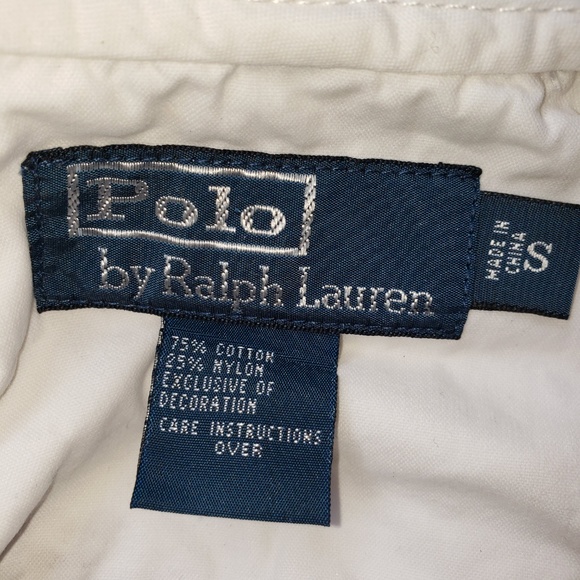 Polo
by Ralph Lauren
MADE IN
CHINA
S
75% COTTON
25% NYLON
EXCLUSIVE OF
DECORATION
CARE INSTRUCTIONS
OVER